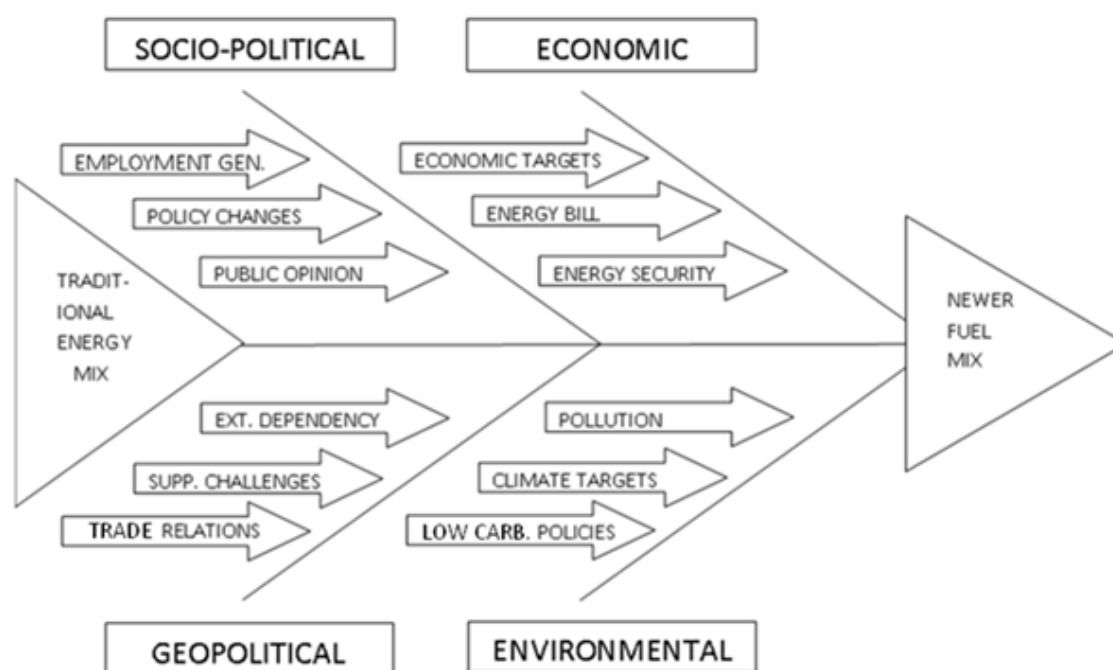 SOCIO-POLITICAL
ECONOMIC
EMPLOYMENT GEN.
POLICY CHANGES
PUBLIC OPINION
ECONOMIC TARGETS
ENERGY BILL
ENERGY SECURITY
TRADIT-
IONAL
ENERGY
MIX
NEWER
FUEL
MIX
EXT. DEPENDENCY
SUPP. CHALLENGES
TRADE RELATIONS
POLLUTION
CLIMATE TARGETS
LOW CARB. POLICIES
GEOPOLITICAL
ENVIRONMENTAL